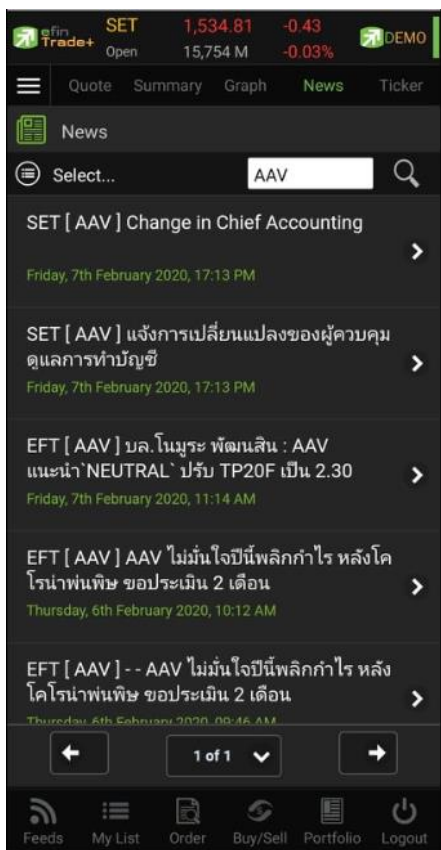 efin Trade+
SET 1,534.81 -0.43
Open 15,754 M -0.03%
DEMO
Quote Summary Graph News Ticker
News
Select... AAV
SET [ AAV ] Change in Chief Accounting
Friday, 7th February 2020, 17:13 PM
SET [ AAV ] แจ้งการเปลี่ยนแปลงของผู้ควบคุม
ดูแลการทำบัญชี
Friday, 7th February 2020, 17:13 PM
EFT [ AAV ] บล.โนมูระ พัฒนสิน : AAV
แนะนำ`NEUTRAL` ปรับ TP20F เป็น 2.30
Friday, 7th February 2020, 11:14 AM
EFT [ AAV ] AAV ไม่มั่นใจปีนี้พลิกกำไร หลังโค
โรน่าพ่นพิษ ขอประเมิน 2 เดือน
Thursday, 6th February 2020, 10:12 AM
EFT [ AAV ] - - AAV ไม่มั่นใจปีนี้พลิกกำไร หลัง
โคโรน่าพ่นพิษ ขอประเมิน 2 เดือน
Thursday, 6th February 2020, 09:46 AM
1 of 1
Feeds My List Order Buy/Sell Portfolio Logout